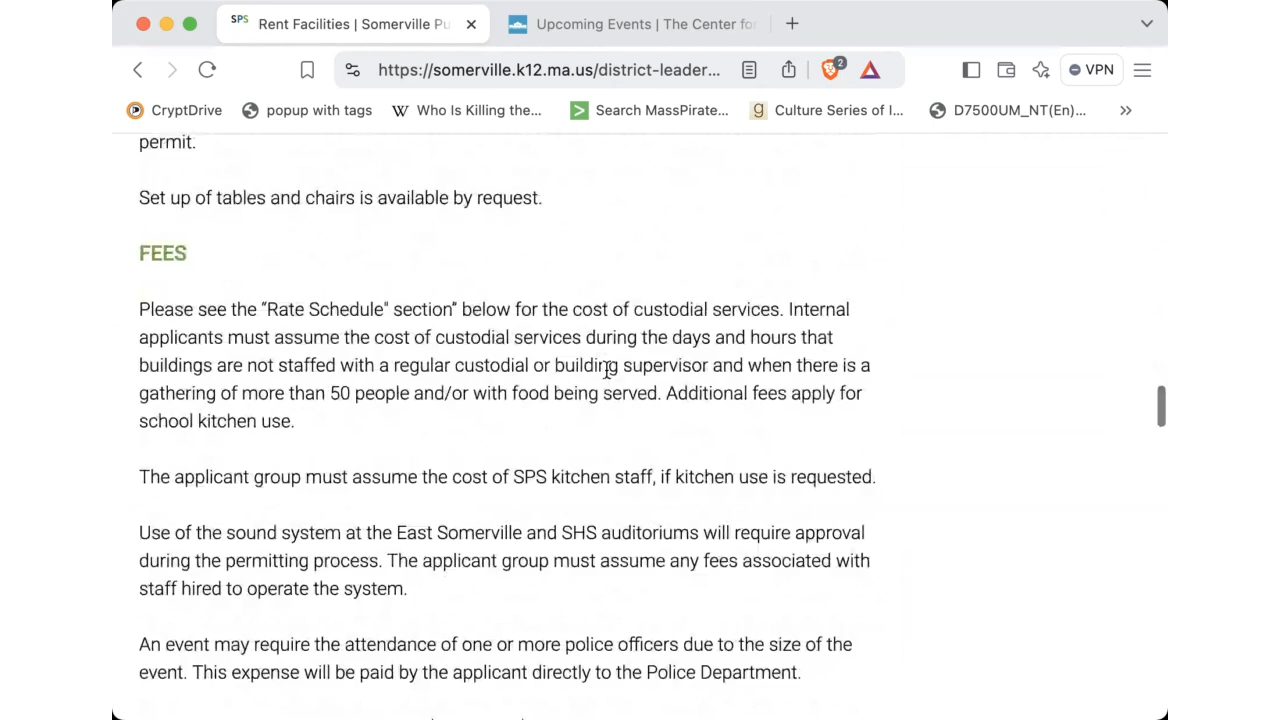 SPS Rent Facilities | Somerville Pu
Upcoming Events | The Center for
https://somerville.k12.ma.us/district-leader...
2
VPN
CryptDrive
popup with tags
W Who Is Killing the...
> Search MassPirate...
g Culture Series of I...
D7500UM_NT(En)...
permit.
Set up of tables and chairs is available by request.
FEES
Please see the “Rate Schedule" section” below for the cost of custodial services. Internal
applicants must assume the cost of custodial services during the days and hours that
buildings are not staffed with a regular custodial or building supervisor and when there is a
gathering of more than 50 people and/or with food being served. Additional fees apply for
school kitchen use.
The applicant group must assume the cost of SPS kitchen staff, if kitchen use is requested.
Use of the sound system at the East Somerville and SHS auditoriums will require approval
during the permitting process. The applicant group must assume any fees associated with
staff hired to operate the system.
An event may require the attendance of one or more police officers due to the size of the
event. This expense will be paid by the applicant directly to the Police Department.